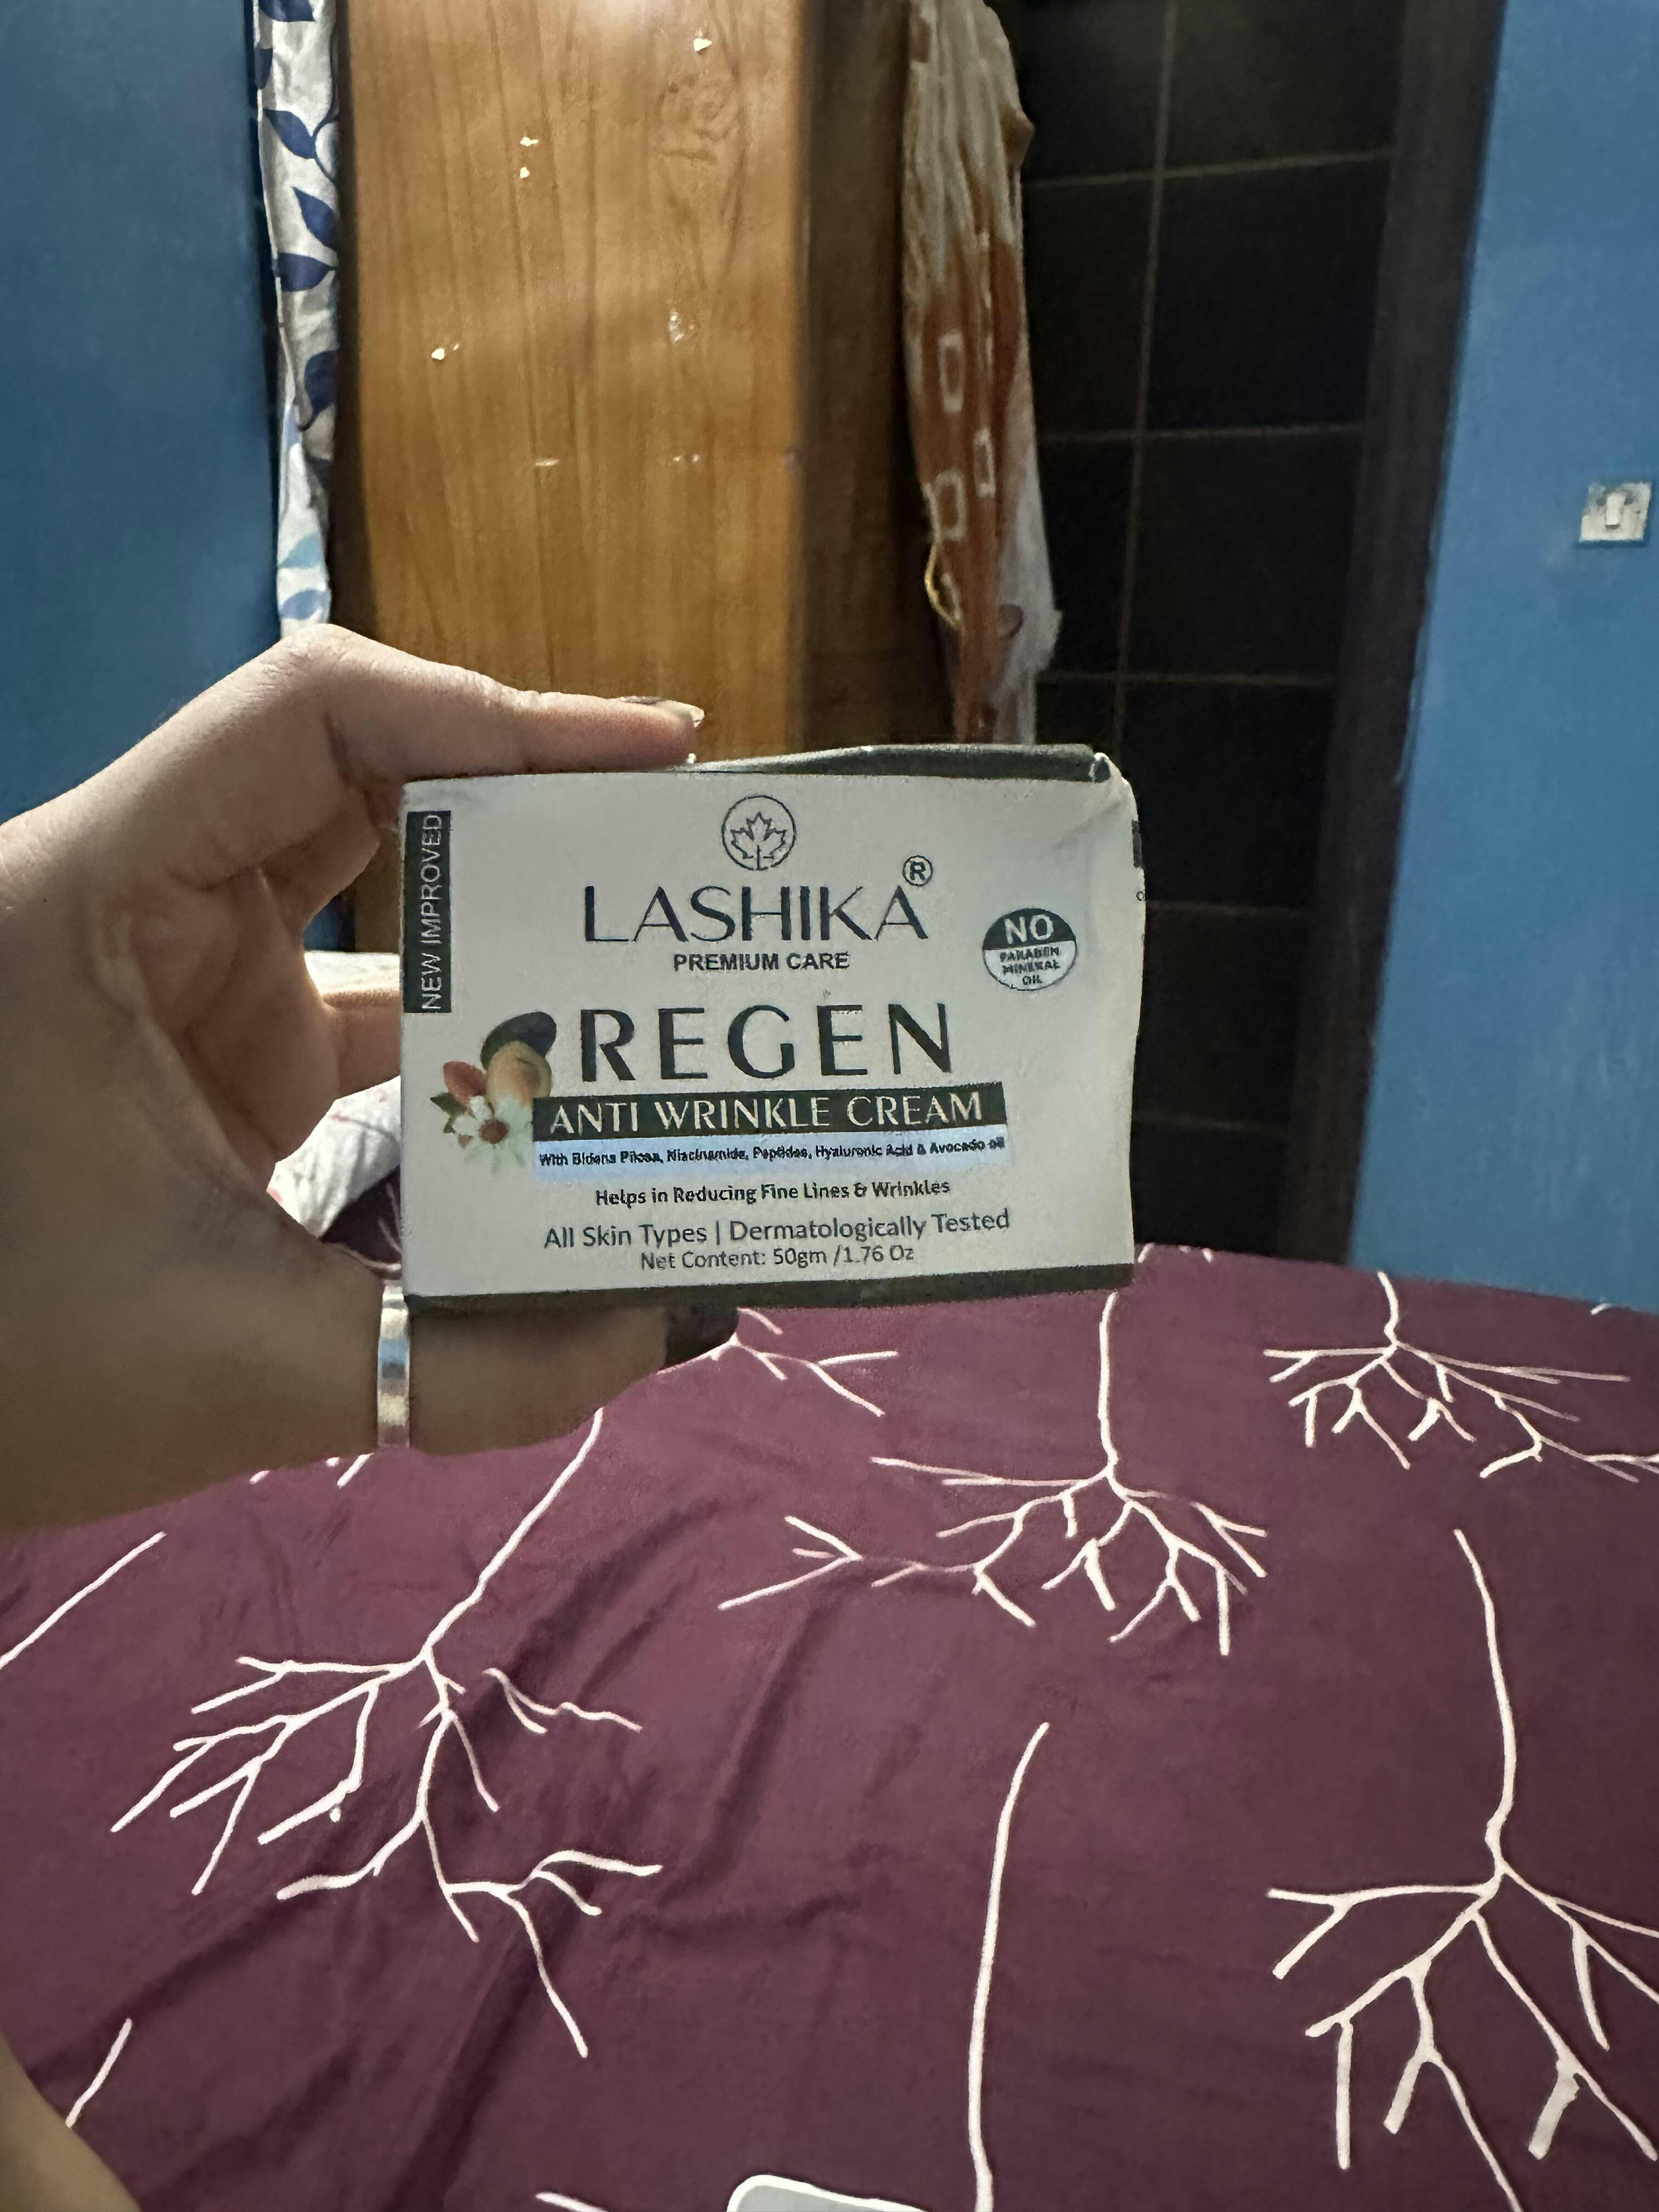 NEW IMPROVED
LASHIKA®
PREMIUM CARE
NO
PARABEN
MINERAL
OIL
REGEN
ANTI WRINKLE CREAM
With Bidens Pilosa, Niacinamide, Peptides, Hyaluronic Acid & Avocado oil
Helps in Reducing Fine Lines & Wrinkles
All Skin Types | Dermatologically Tested
Net Content: 50gm /1.76 Oz